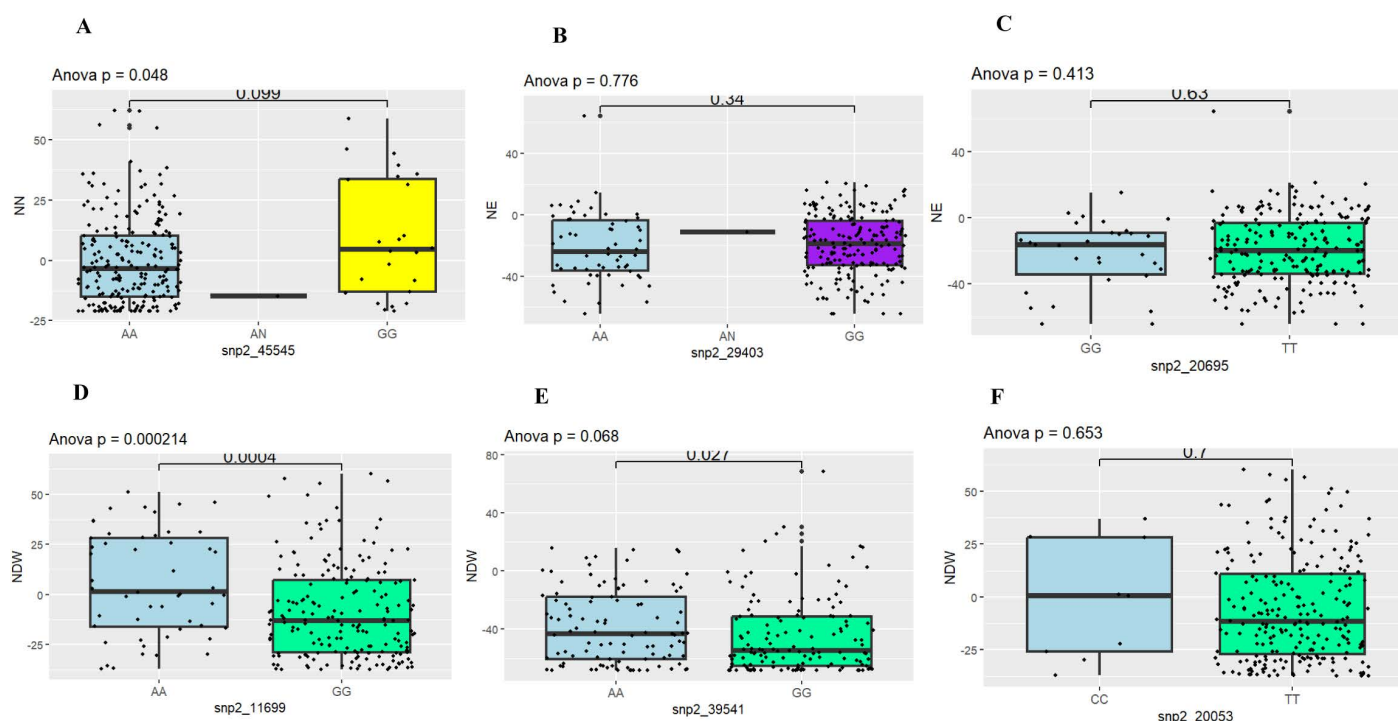 A
Anova p = 0.048
0.099
50
25
0
-25
NN
AA AN GG
snp2_45545
B
Anova p = 0.776
0.34
40
0
-40
NE
AA AN GG
snp2_29403
C
Anova p = 0.413
0.63
40
0
-40
NE
GG TT
snp2_20695
D
Anova p = 0.000214
0.0004
50
25
0
-25
NDW
AA GG
snp2_11699
E
Anova p = 0.068
0.027
80
40
0
-40
NDW
AA GG
snp2_39541
F
Anova p = 0.653
0.7
50
25
0
-25
NDW
CC TT
snp2_20053